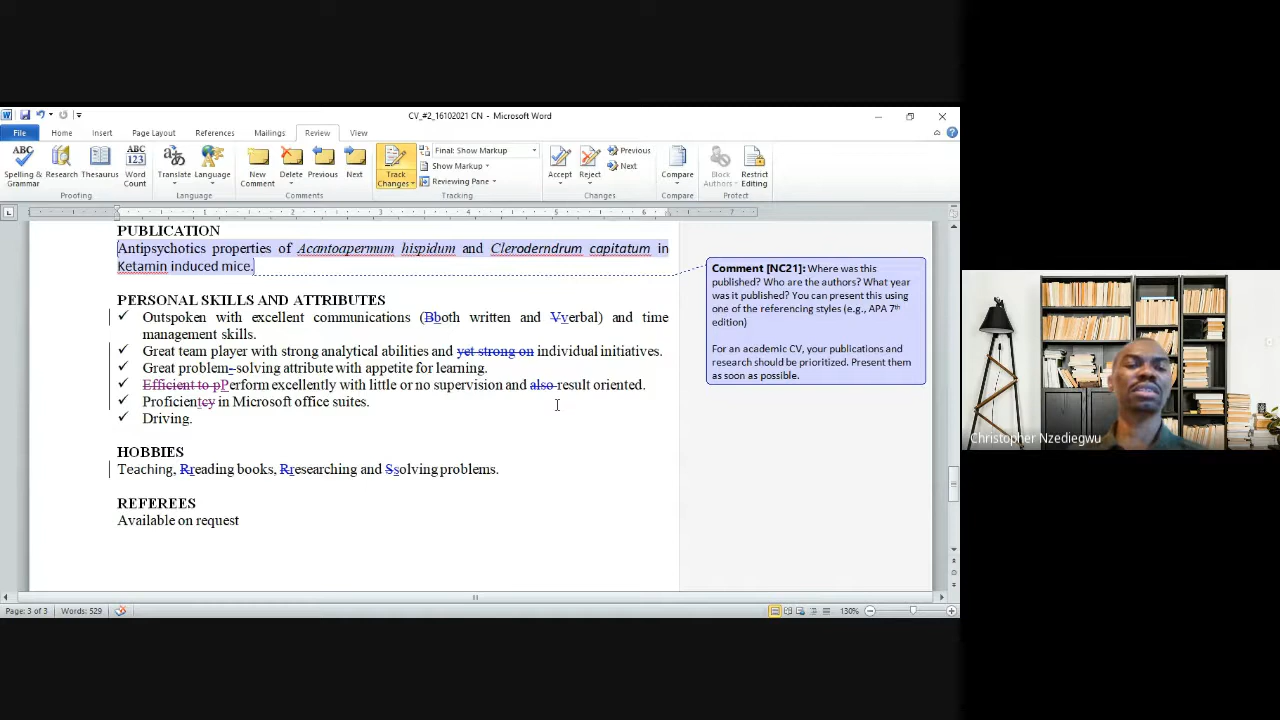 CV_#2_16102021 CN - Microsoft Word
File Home Insert Page Layout References Mailings Review View
Spelling & Grammar Research Thesaurus Word Count
Translate Language
New Comment Delete Previous Next
Track Changes
Final: Show Markup
Show Markup
Reviewing Pane
Accept Reject Previous
Next
Compare Block Authors Restrict Editing
Proofing Language Comments Tracking Changes Compare Protect
1 2 3 4 5 6 7
PUBLICATION
Antipsychotics properties of Acantoapermum hispidum and Cleroderndrum capitatum in
Ketamin induced mice.
Comment [NC21]: Where was this
published? Who are the authors? What year
was it published? You can present this using
one of the referencing styles (e.g., APA 7th
edition)
For an academic CV, your publications and
research should be prioritized. Present them
as soon as possible.
PERSONAL SKILLS AND ATTRIBUTES
✓ Outspoken with excellent communications (Bboth written and Vverbal) and time
management skills.
✓ Great team player with strong analytical abilities and yet strong on individual initiatives.
✓ Great problem -solving attribute with appetite for learning.
✓ Efficient to pPerform excellently with little or no supervision and also result oriented.
✓ Proficientcy in Microsoft office suites.
✓ Driving.
HOBBIES
Teaching, Rreading books, Rresearching and Ssolving problems.
REFEREES
Available on request
Page: 3 of 3 Words: 529 130%
Christopher Nzediegwu